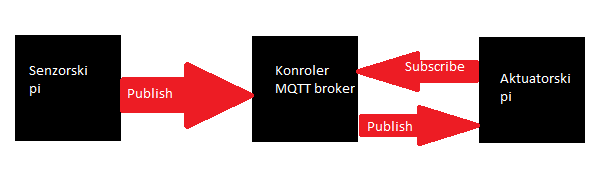 Senzorski
pi
Publish
Konroler
MQTT broker
Subscribe
Publish
Aktuatorski
pi